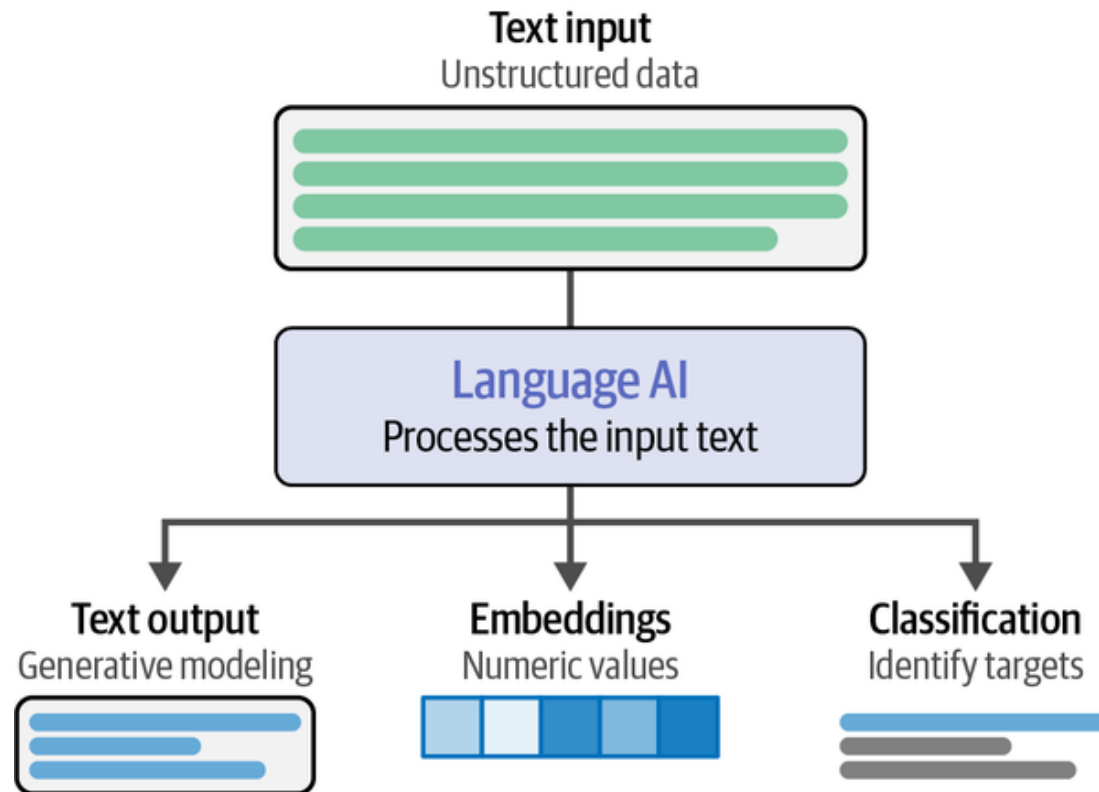 Text input
Unstructured data
Language AI
Processes the input text
Text output
Generative modeling
Embeddings
Numeric values
Classification
Identify targets